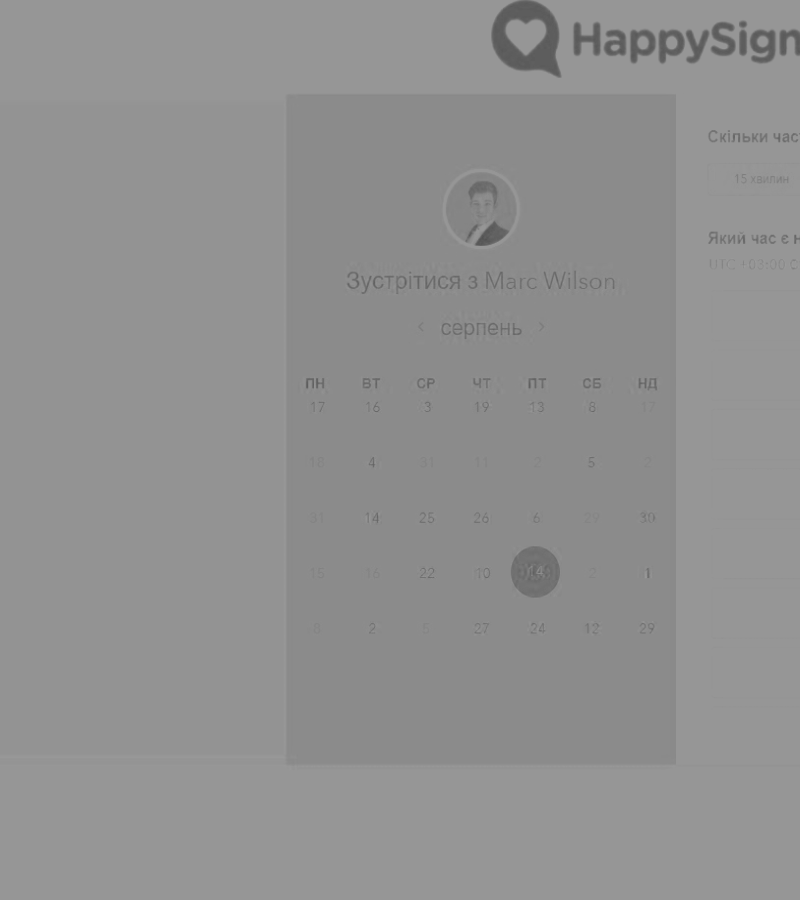 HappySign
Зустрітися з Marc Wilson
серпень
ПН ВТ СР ЧТ ПТ СБ НД
17 16 3 19 13 8 17
18 4 31 11 2 5 2
31 14 25 26 6 29 30
15 16 22 10 14 2 1
8 2 5 27 24 12 29
Скільки час
15 хвилин
Який час є н
UTC +03:00